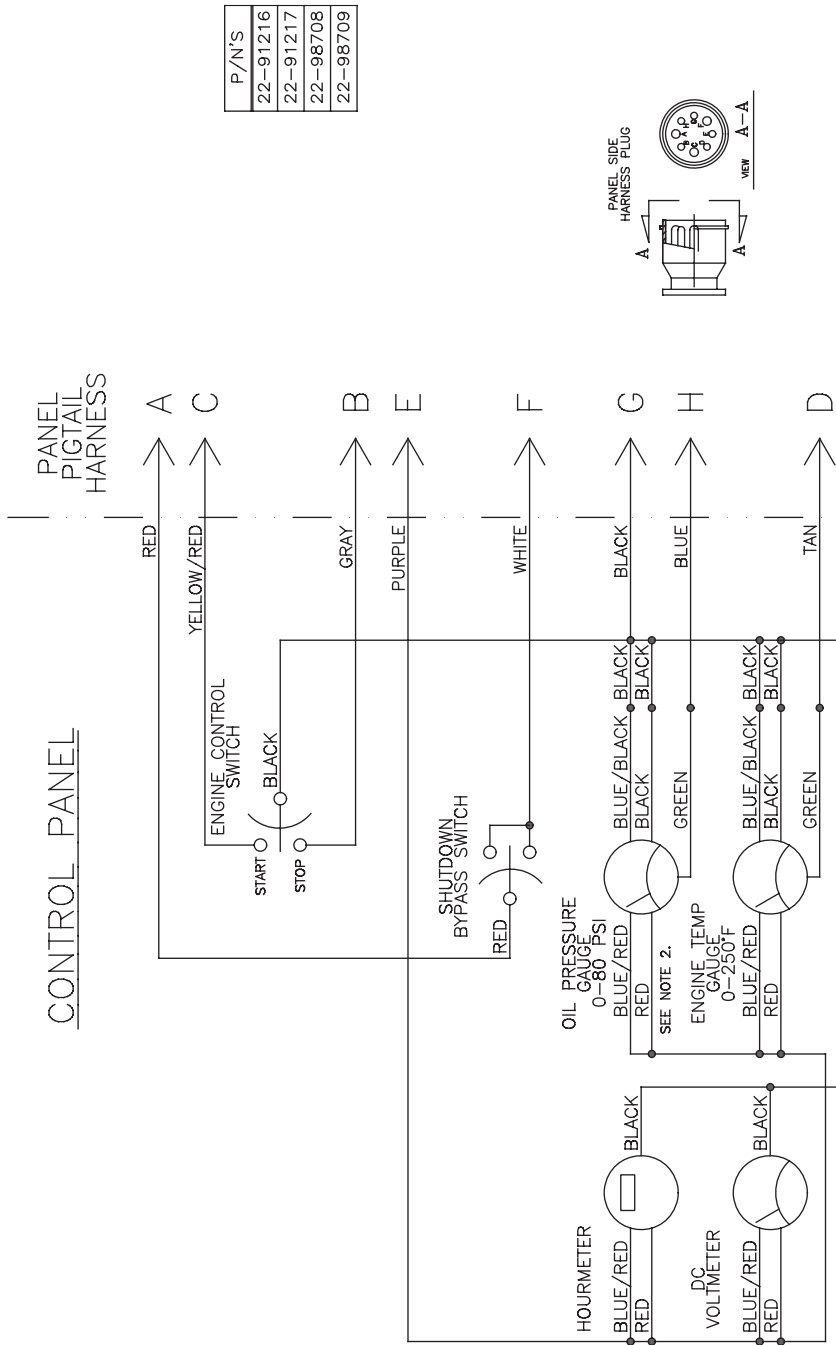 CONTROL PANEL
PANEL
PIGTAIL
HARNESS
P/N'S
22-91216
22-91217
22-98708
22-98709
RED
A
YELLOW/RED
C
ENGINE CONTROL
SWITCH
START
STOP
BLACK
GRAY
B
PURPLE
E
SHUTDOWN
BYPASS SWITCH
RED
WHITE
F
OIL PRESSURE
GAUGE
0-80 PSI
BLUE/RED
RED
SEE NOTE 2.
BLUE/BLACK
BLACK
BLACK
BLACK
GREEN
BLACK
G
BLUE
H
ENGINE TEMP
GAUGE
0-250°F
BLUE/RED
RED
BLUE/BLACK
BLACK
BLACK
BLACK
GREEN
TAN
D
HOURMETER
BLUE/RED
RED
BLACK
DC
VOLTMETER
BLUE/RED
RED
BLACK
PANEL SIDE
HARNESS PLUG
A
A
A
B
C
D
E
F
G
H
VIEW A-A